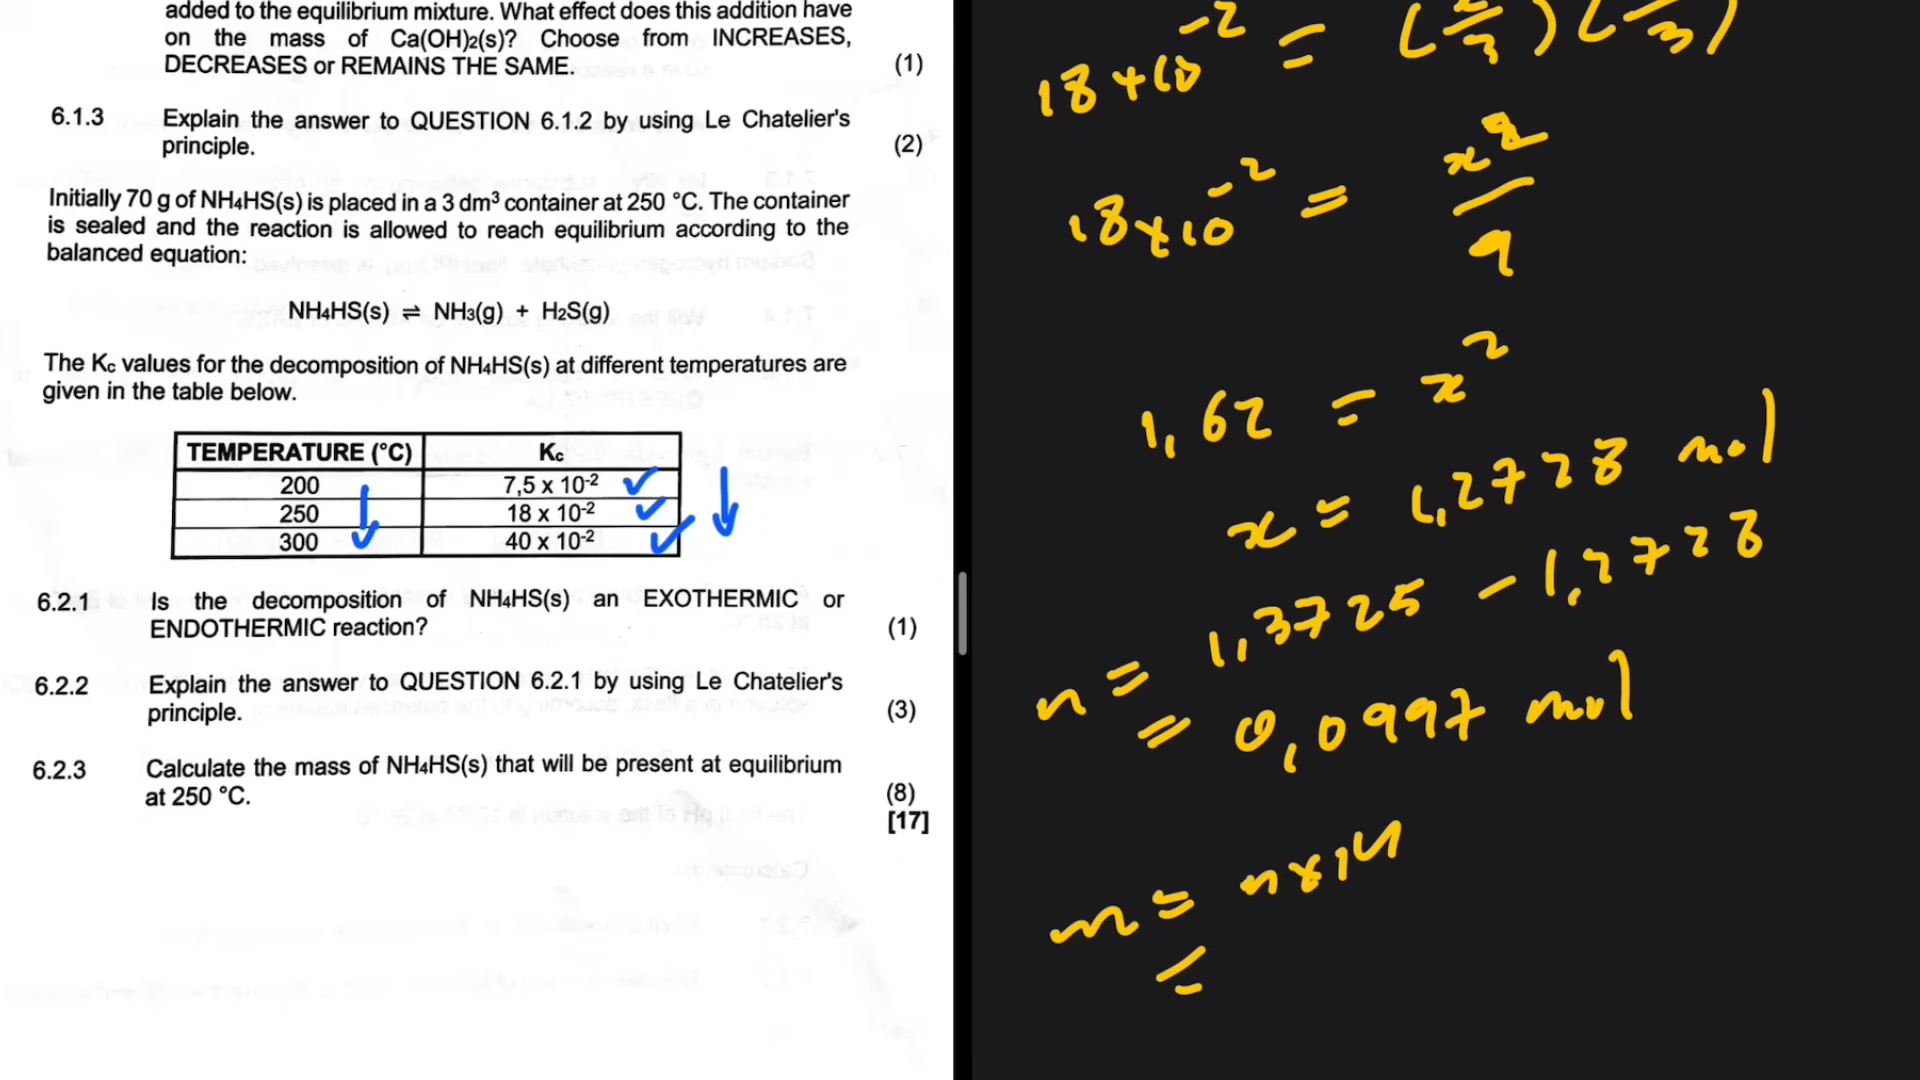 added to the equilibrium mixture. What effect does this addition have
on the mass of Ca(OH)2(s)? Choose from INCREASES,
DECREASES or REMAINS THE SAME. (1)
6.1.3 Explain the answer to QUESTION 6.1.2 by using Le Chatelier's
principle. (2)
Initially 70 g of NH4HS(s) is placed in a 3 dm³ container at 250 °C. The container
is sealed and the reaction is allowed to reach equilibrium according to the
balanced equation:
NH4HS(s) ⇌ NH3(g) + H2S(g)
The Kc values for the decomposition of NH4HS(s) at different temperatures are
given in the table below.
TEMPERATURE (°C) Kc
200 7,5 x 10-2
250 18 x 10-2
300 40 x 10-2
6.2.1 Is the decomposition of NH4HS(s) an EXOTHERMIC or
ENDOTHERMIC reaction? (1)
6.2.2 Explain the answer to QUESTION 6.2.1 by using Le Chatelier's
principle. (3)
6.2.3 Calculate the mass of NH4HS(s) that will be present at equilibrium
at 250 °C. (8)
[17]
18 × 10⁻² = (x/3)(x/3)
18 × 10⁻² = x²/9
1,62 = x²
x = 1,2728 mol
n = 1,3725 − 1,2728
= 0,0997 mol
m = n × M
=